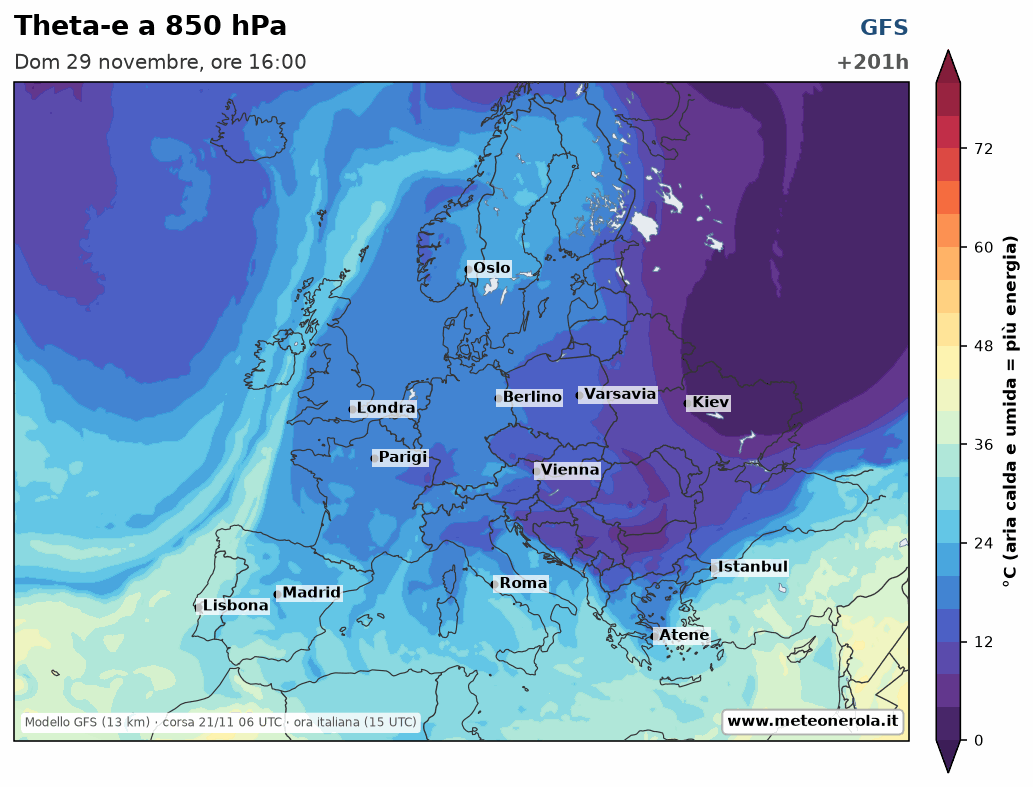 Theta-e a 850 hPa
GFS
Dom 29 novembre, ore 16:00
+201h
Oslo
Londra
Berlino
Varsavia
Kiev
Parigi
Vienna
Istanbul
Roma
Madrid
Lisbona
Atene
72
60
48
36
24
12
0
°C (aria calda e umida = più energia)
Modello GFS (13 km) · corsa 21/11 06 UTC · ora italiana (15 UTC)
www.meteonerola.it